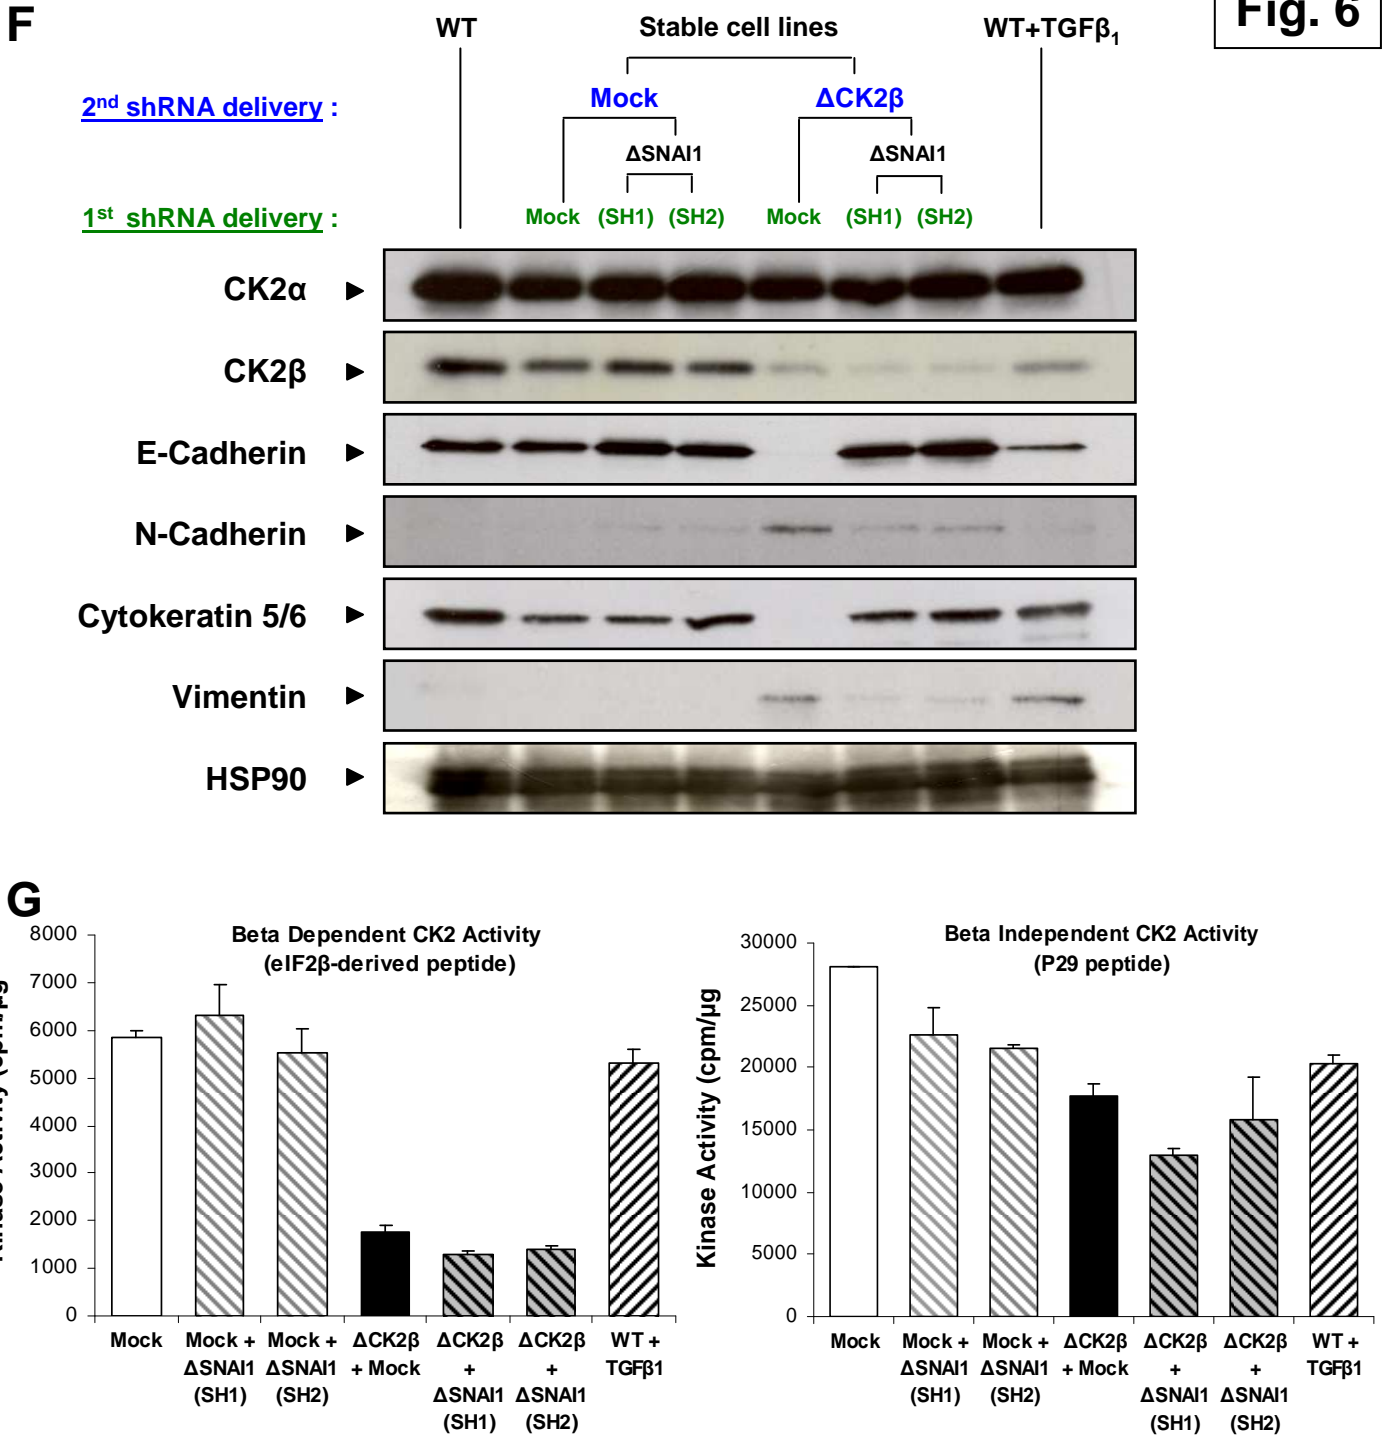 F
Fig. 6
WT
Stable cell lines
WT+TGFβ1
2nd shRNA delivery :
Mock
ΔCK2β
ΔSNAI1
ΔSNAI1
1st shRNA delivery :
Mock (SH1) (SH2) Mock (SH1) (SH2)
CK2α
CK2β
E-Cadherin
N-Cadherin
Cytokeratin 5/6
Vimentin
HSP90
G
Beta Dependent CK2 Activity
(eIF2β-derived peptide)
Kinase Activity (cpm/µg
8000
7000
6000
5000
4000
3000
2000
1000
0
Mock
Mock +
ΔSNAI1
(SH1)
Mock +
ΔSNAI1
(SH2)
ΔCK2β
+ Mock
ΔCK2β
+
ΔSNAI1
(SH1)
ΔCK2β
+
ΔSNAI1
(SH2)
WT +
TGFβ1
Beta Independent CK2 Activity
(P29 peptide)
Kinase Activity (cpm/µg
30000
25000
20000
15000
10000
5000
0
Mock
Mock +
ΔSNAI1
(SH1)
Mock +
ΔSNAI1
(SH2)
ΔCK2β
+ Mock
ΔCK2β
+
ΔSNAI1
(SH1)
ΔCK2β
+
ΔSNAI1
(SH2)
WT +
TGFβ1